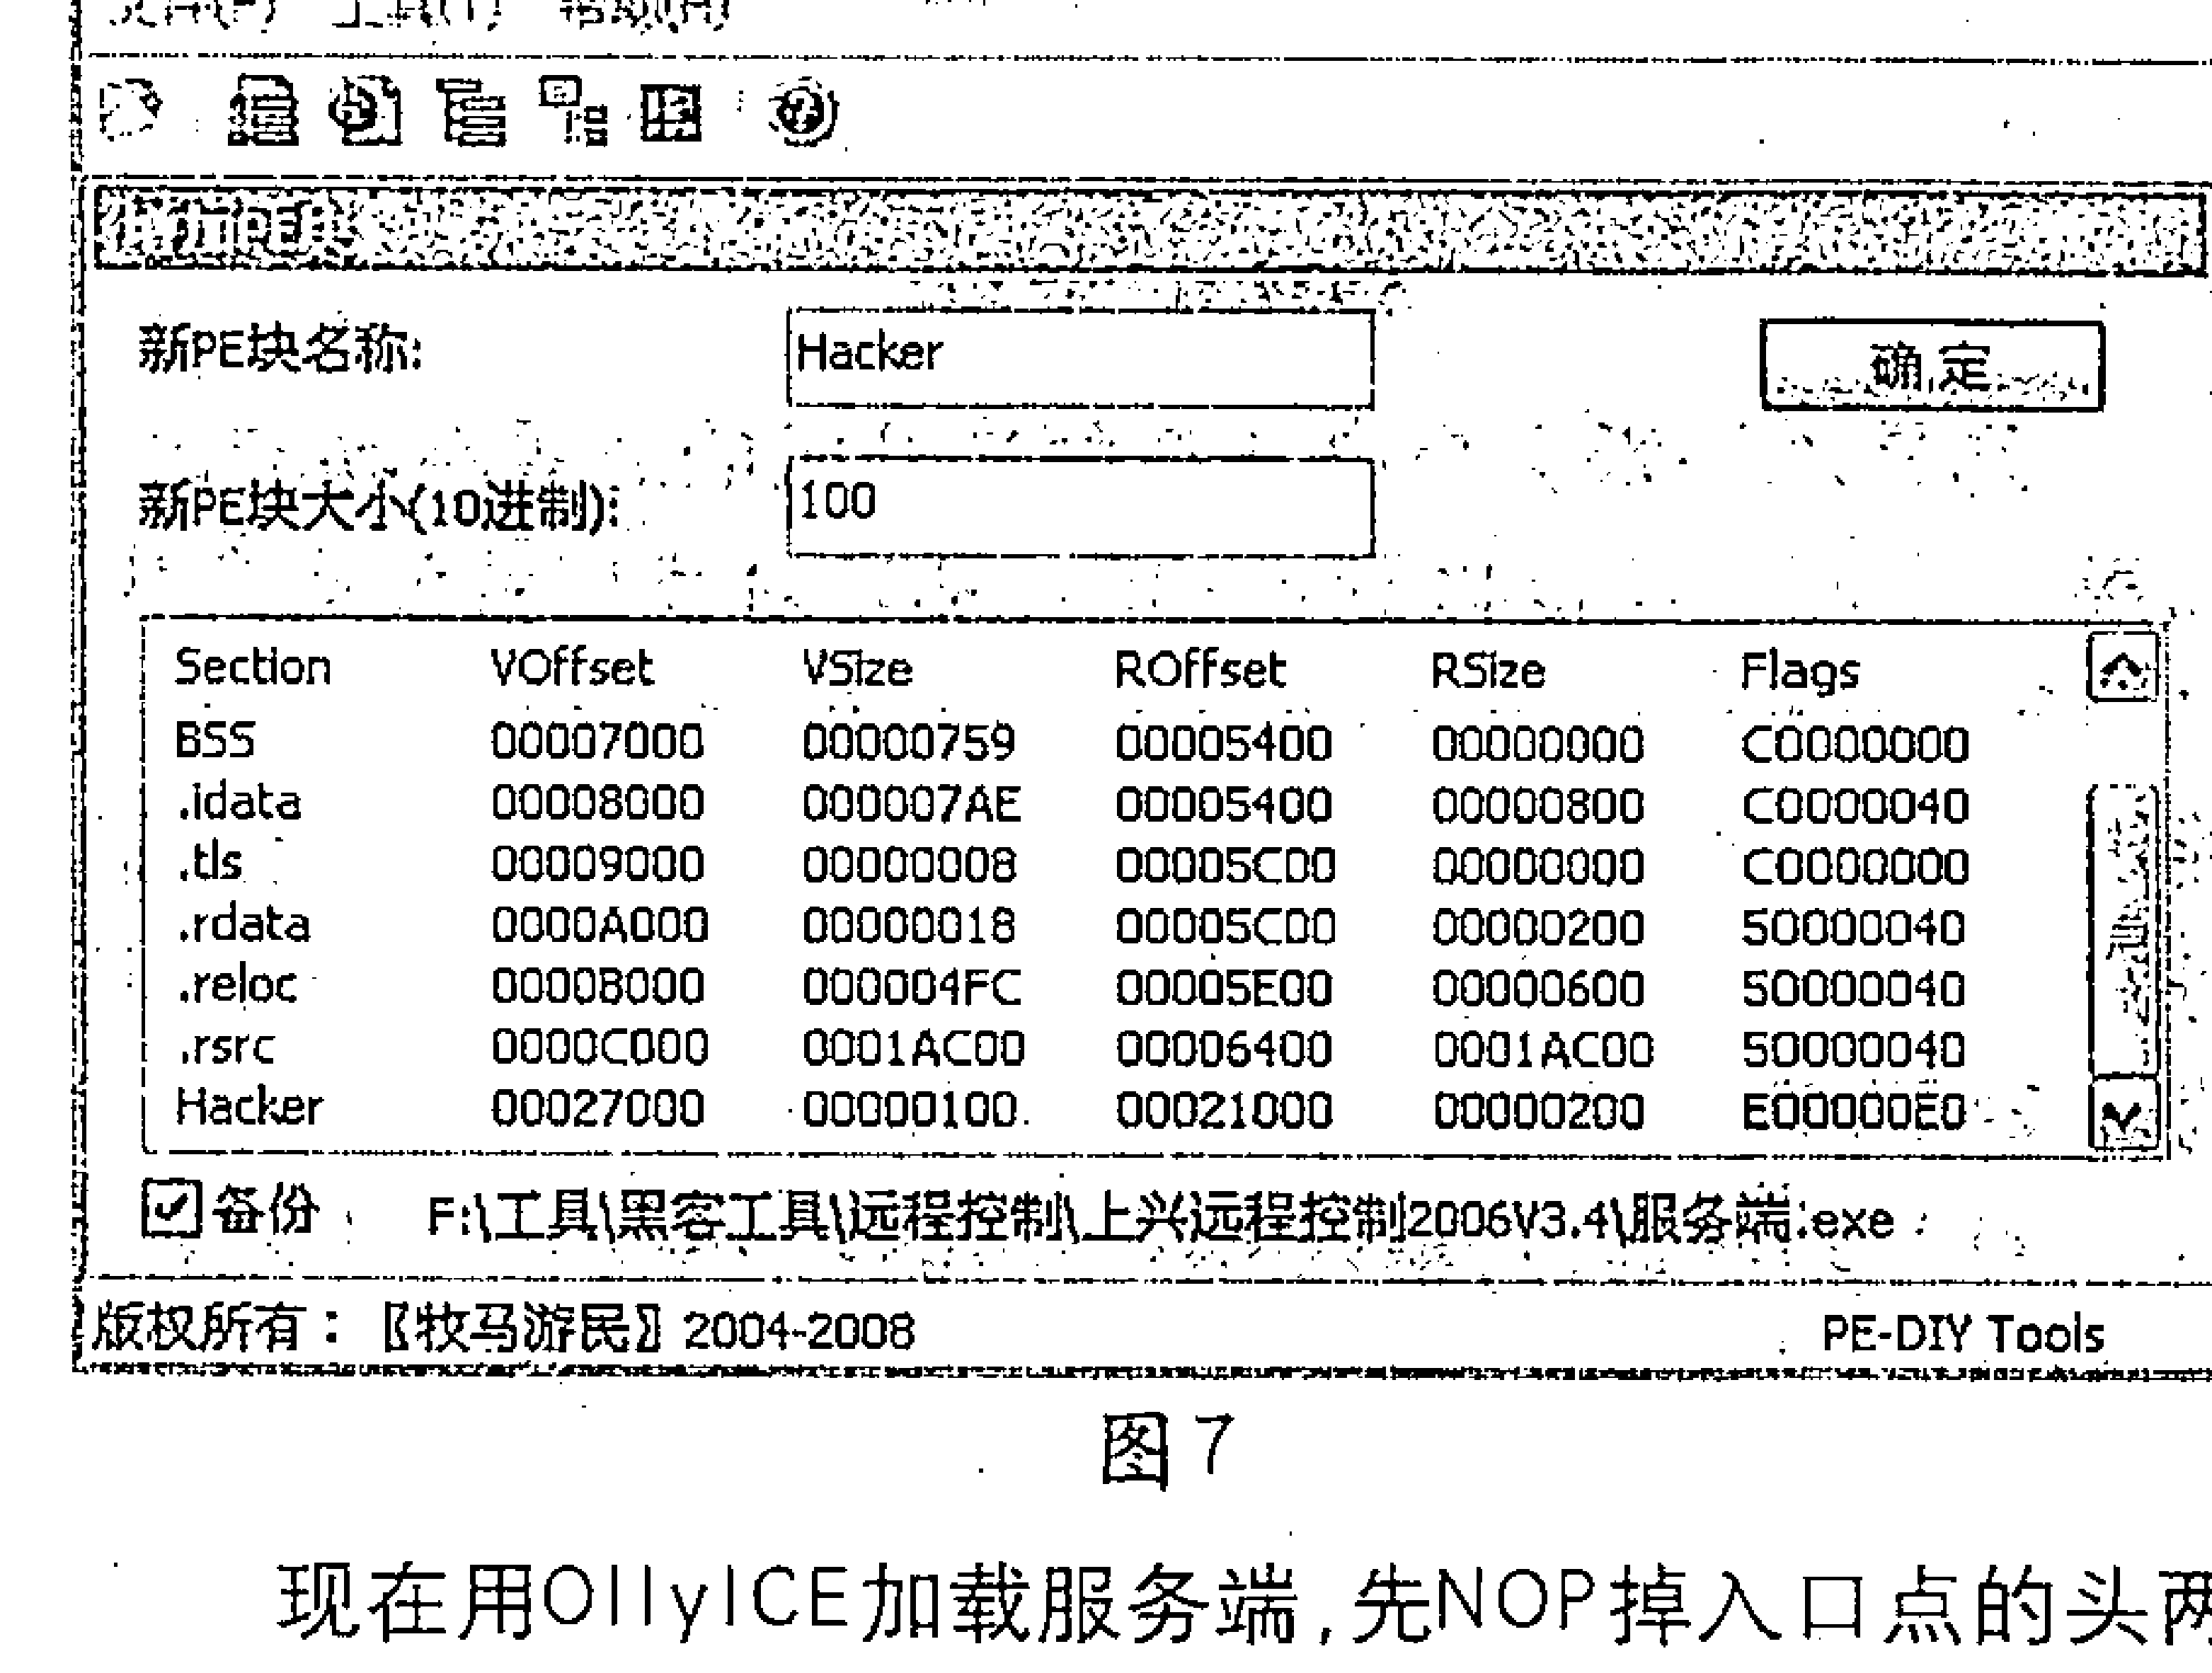 文件(F) 工具(T) 帮助(H)
新PE块名称: Hacker 确定
新PE块大小(10进制): 100
Section VOffset VSize ROffset RSize Flags
BSS 00007000 00000759 00005400 00000000 C0000000
.idata 00008000 000007AE 00005400 00000800 C0000040
.tls 00009000 00000008 00005C00 00000000 C0000000
.rdata 0000A000 00000018 00005C00 00000200 50000040
.reloc 0000B000 000004FC 00005E00 00000600 50000040
.rsrc 0000C000 0001AC00 00006400 0001AC00 50000040
Hacker 00027000 00000100 00021000 00000200 E00000E0
备份 F:\工具\黑客工具\远程控制\上兴远程控制2006V3.4\服务端.exe
版权所有：〖牧马游民〗2004-2008 PE-DIY Tools
图 7
现在用OllyICE加载服务端,先NOP掉入口点的头两